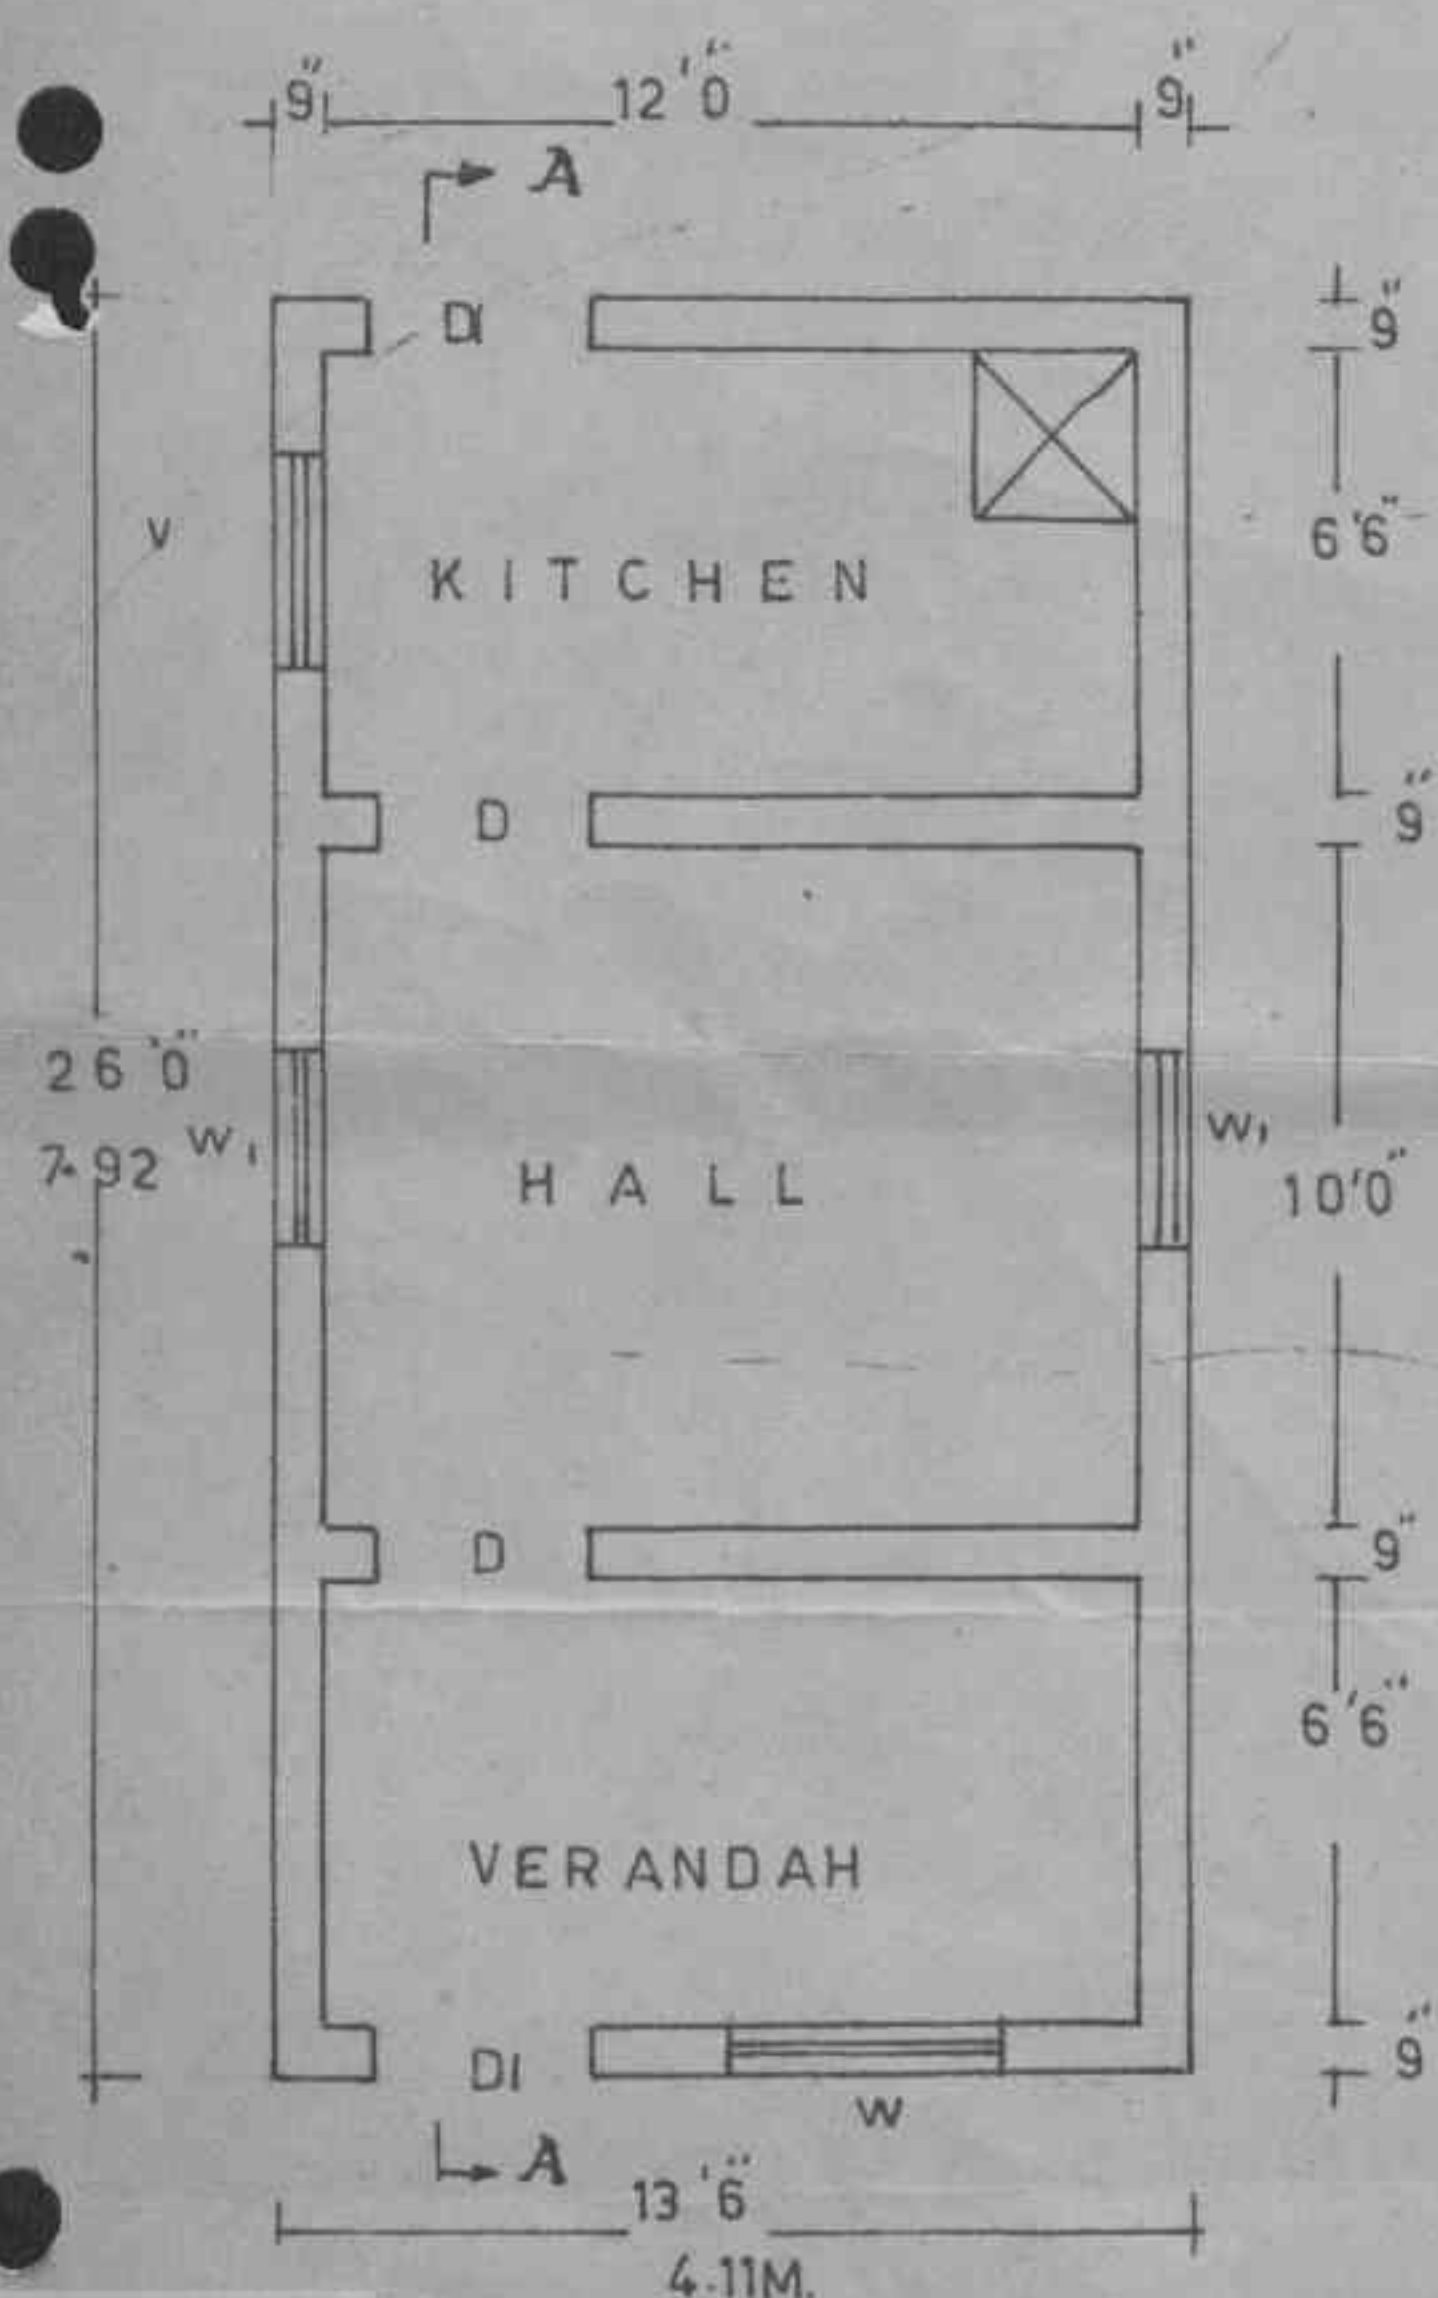 9" 12'0" 9"
A
D1
9"
V
6'6"
KITCHEN
D
9"
26'0"
7.92
W1
HALL
W1
10'0"
D
9"
6'6"
VERANDAH
D1
9"
W
A
13'6"
4.11M.